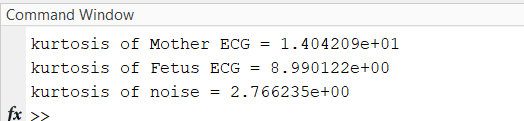 Command Window
kurtosis of Mother ECG = 1.404209e+01
kurtosis of Fetus ECG = 8.990122e+00
kurtosis of noise = 2.766235e+00
fx >>